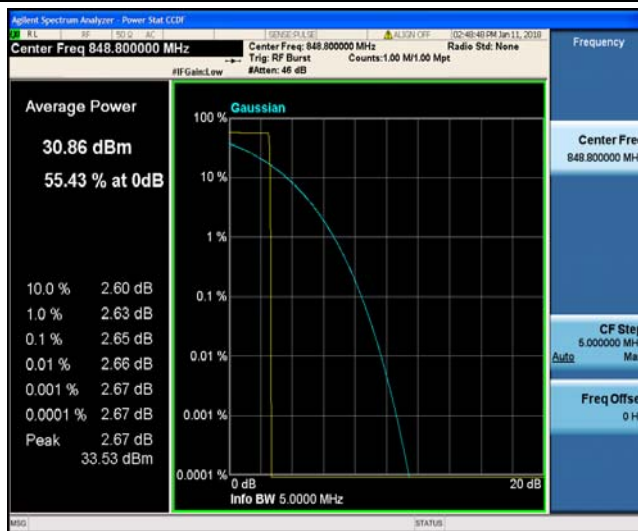 Agilent Spectrum Analyzer - Power Stat CCDF
RL RF 50 Ω AC SENSE:PULSE ALIGN OFF 02:48:48 PM Jan 11, 2018
Center Freq 848.800000 MHz
Center Freq: 848.800000 MHz Radio Std: None
Trig: RF Burst Counts:1.00 M/1.00 Mpt
#IFGain:Low #Atten: 46 dB
Frequency
Average Power
30.86 dBm
55.43 % at 0dB
10.0 % 2.60 dB
1.0 % 2.63 dB
0.1 % 2.65 dB
0.01 % 2.66 dB
0.001 % 2.67 dB
0.0001 % 2.67 dB
Peak 2.67 dB
33.53 dBm
Gaussian
100 %
10 %
1 %
0.1 %
0.01 %
0.001 %
0.0001 %
0 dB 20 dB
Info BW 5.0000 MHz
Center Fre
848.800000 MH
CF Ste
5.000000 MH
Auto Ma
Freq Offse
0 H
MSG STATUS